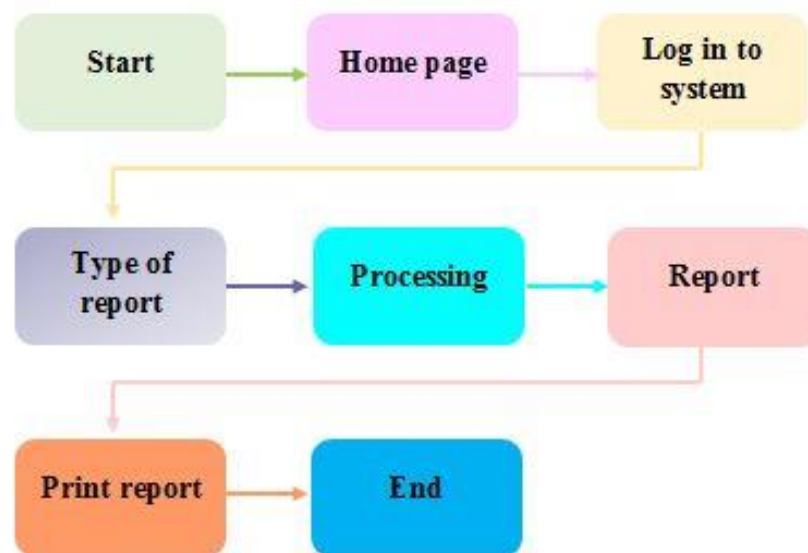 Start
Home page
Log in to
system
Type of
report
Processing
Report
Print report
End